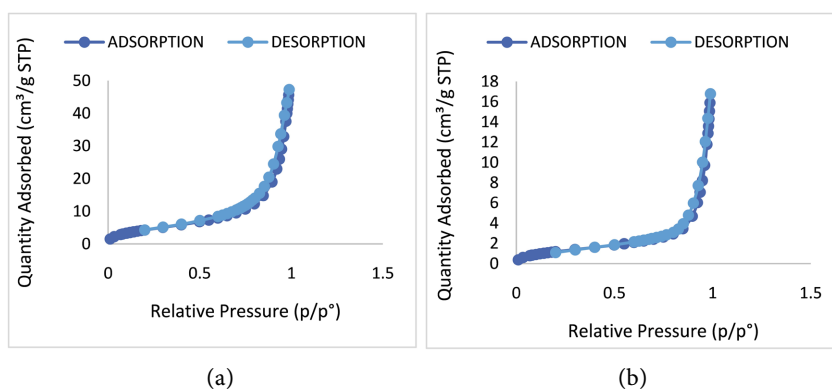 ADSORPTION DESORPTION
Quantity Adsorbed (cm³/g STP)
50
40
30
20
10
0
0 0.5 1 1.5
Relative Pressure (p/p°)
(a)
ADSORPTION DESORPTION
Quantity Adsorbed (cm³/g STP)
18
16
14
12
10
8
6
4
2
0
0 0.5 1 1.5
Relative Pressure (p/p°)
(b)